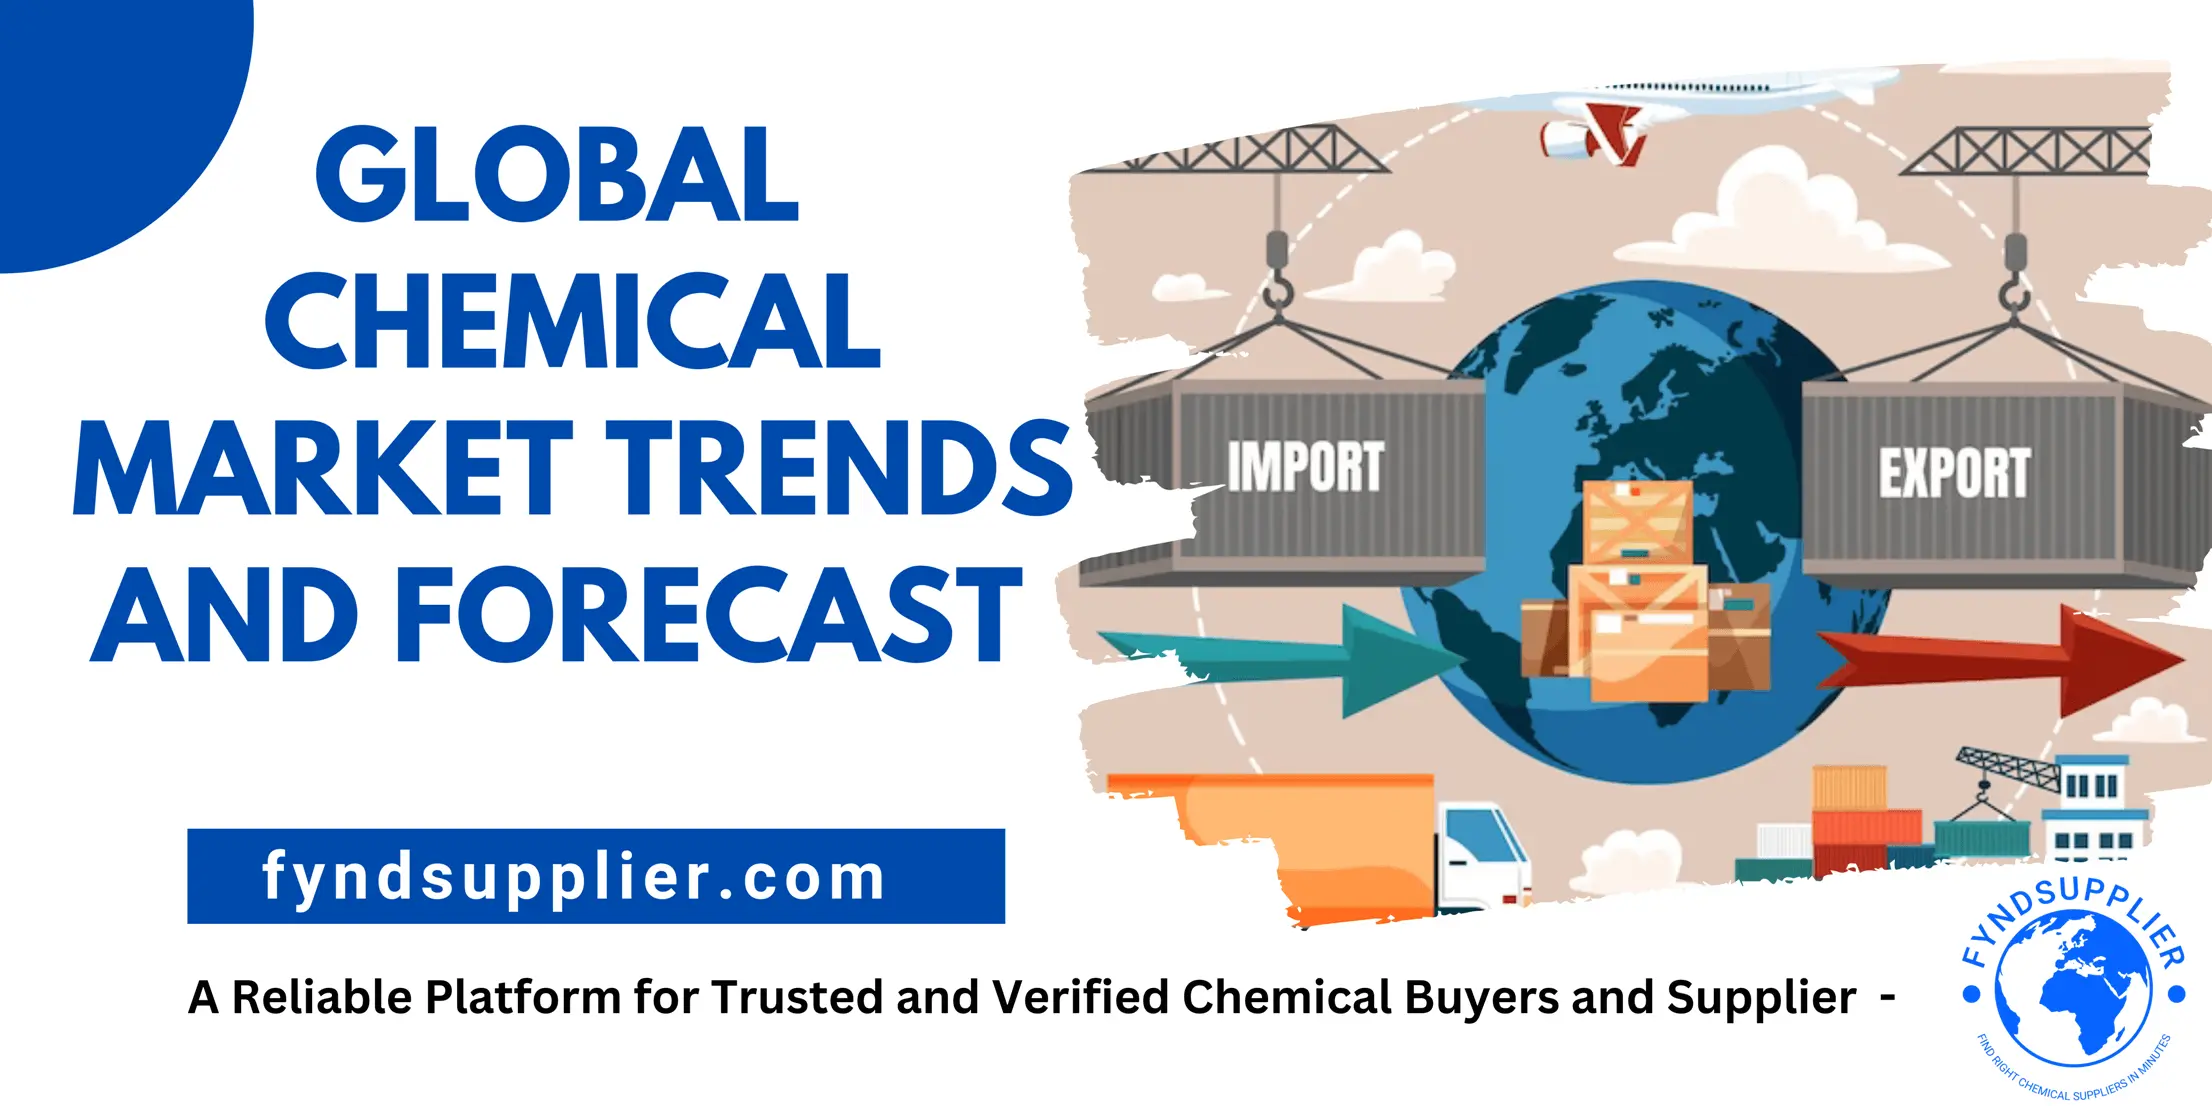 GLOBAL
CHEMICAL
MARKET TRENDS
AND FORECAST
IMPORT
EXPORT
fyndsupplier.com
A Reliable Platform for Trusted and Verified Chemical Buyers and Supplier -
FYNDSUPPLIER
FIND RIGHT CHEMICAL SUPPLIERS IN MINUTES